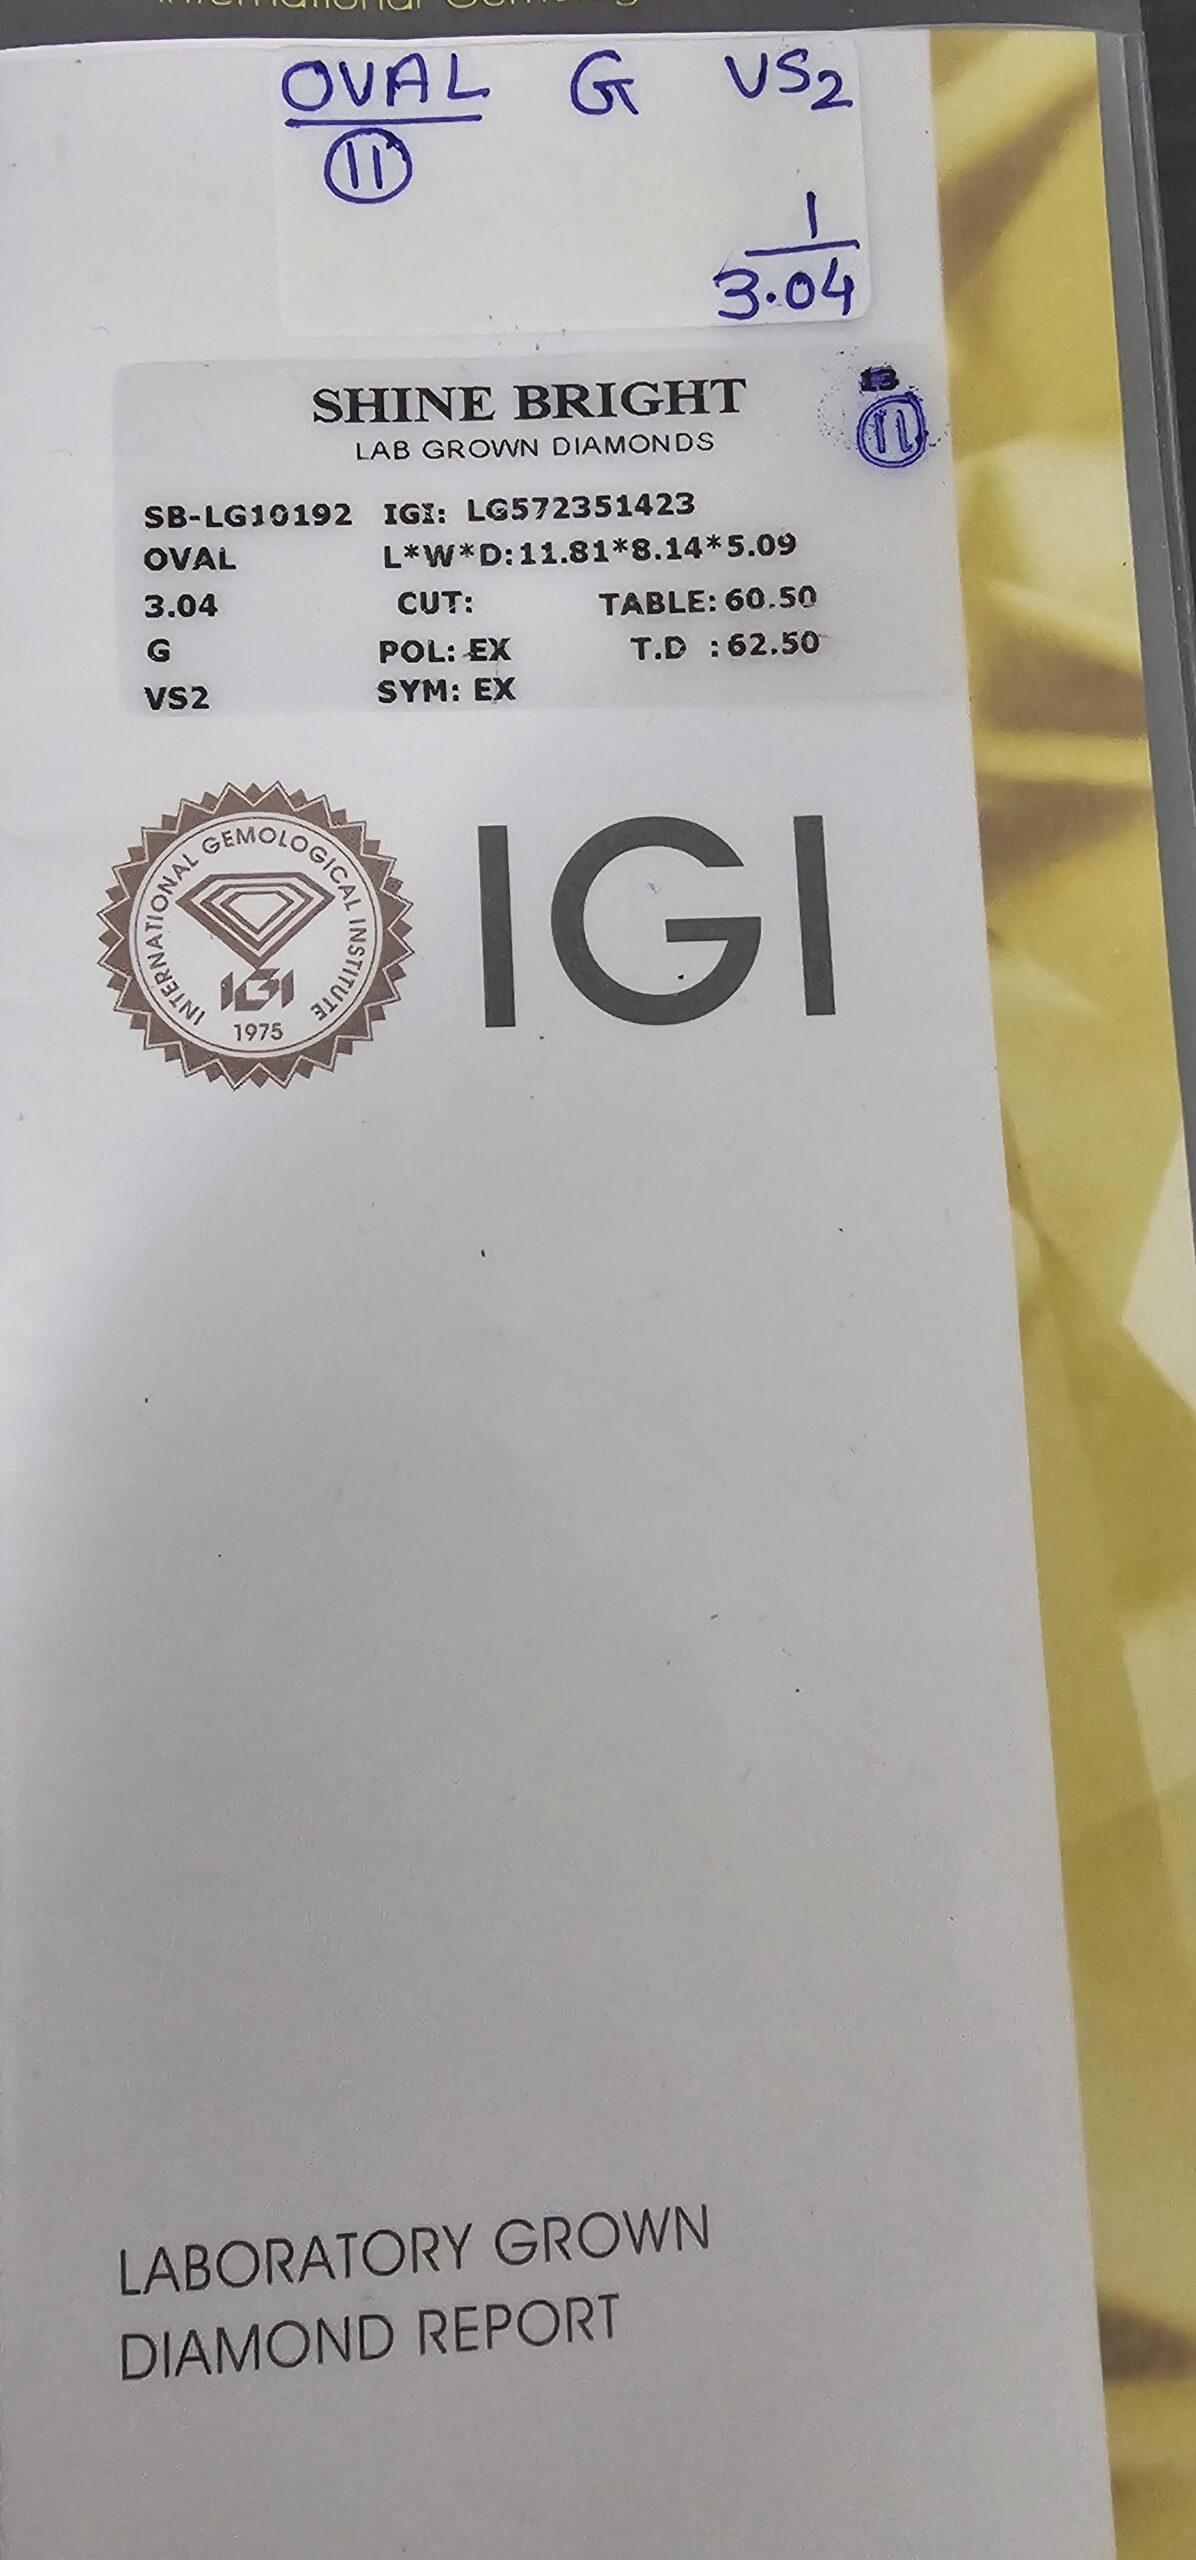 OVAL G VS2
11
1
3.04
SHINE BRIGHT
LAB GROWN DIAMONDS
13
11
SB-LG10192 IGI: LG572351423
OVAL L*W*D:11.81*8.14*5.09
3.04 CUT: TABLE: 60.50
G POL: EX T.D : 62.50
VS2 SYM: EX
INTERNATIONAL GEMOLOGICAL INSTITUTE
IGI
1975
IGI
LABORATORY GROWN
DIAMOND REPORT